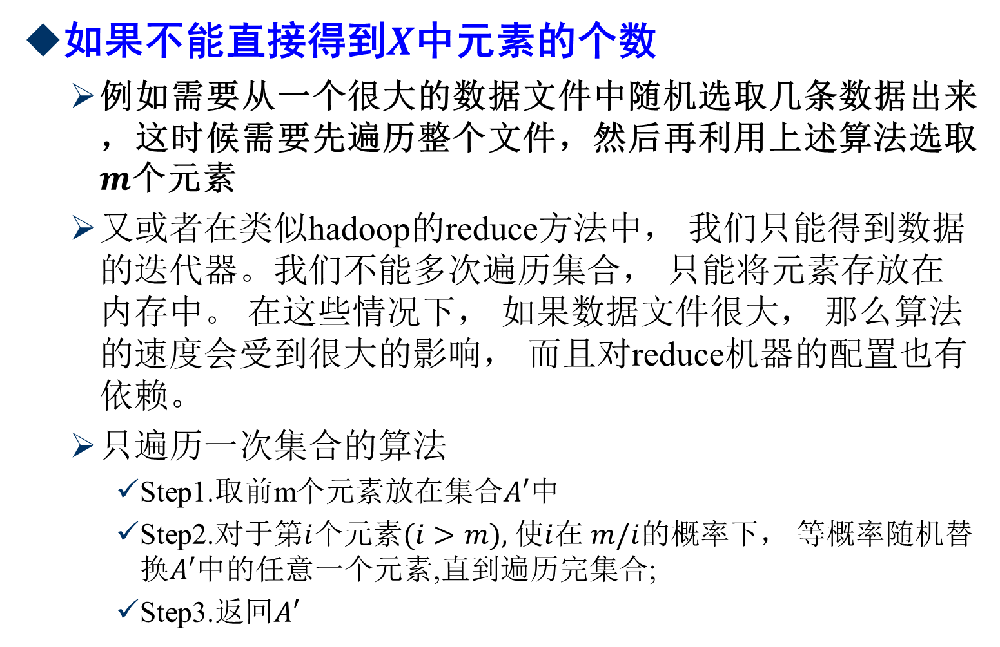 如果不能直接得到X中元素的个数
例如需要从一个很大的数据文件中随机选取几条数据出来
，这时候需要先遍历整个文件，然后再利用上述算法选取
m个元素
又或者在类似hadoop的reduce方法中， 我们只能得到数据
的迭代器。我们不能多次遍历集合， 只能将元素存放在
内存中。 在这些情况下， 如果数据文件很大， 那么算法
的速度会受到很大的影响， 而且对reduce机器的配置也有
依赖。
只遍历一次集合的算法
Step1.取前m个元素放在集合A′中
Step2.对于第i个元素(i > m), 使i在 m/i的概率下， 等概率随机替
换A′中的任意一个元素,直到遍历完集合;
Step3.返回A′